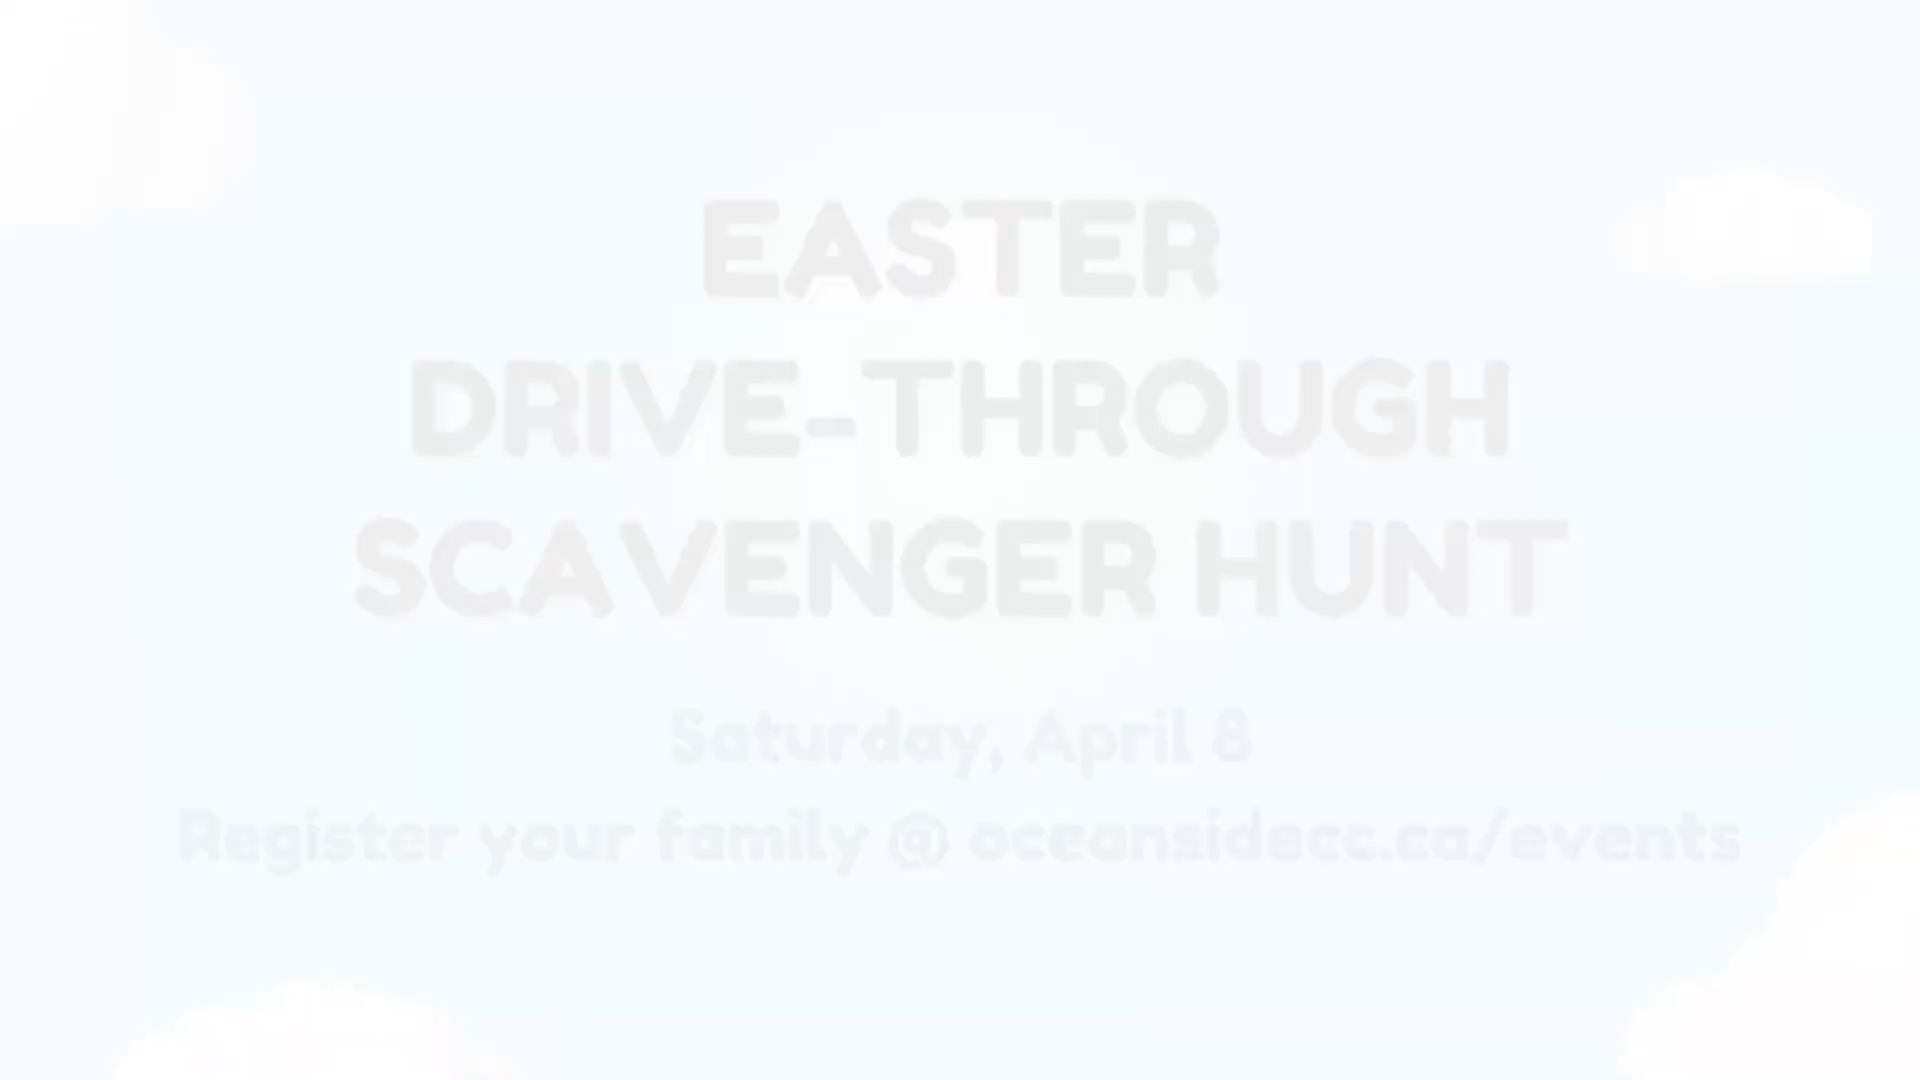 EASTER
DRIVE-THROUGH
SCAVENGER HUNT
Saturday, April 8
Register your family @ oceansidecc.ca/events